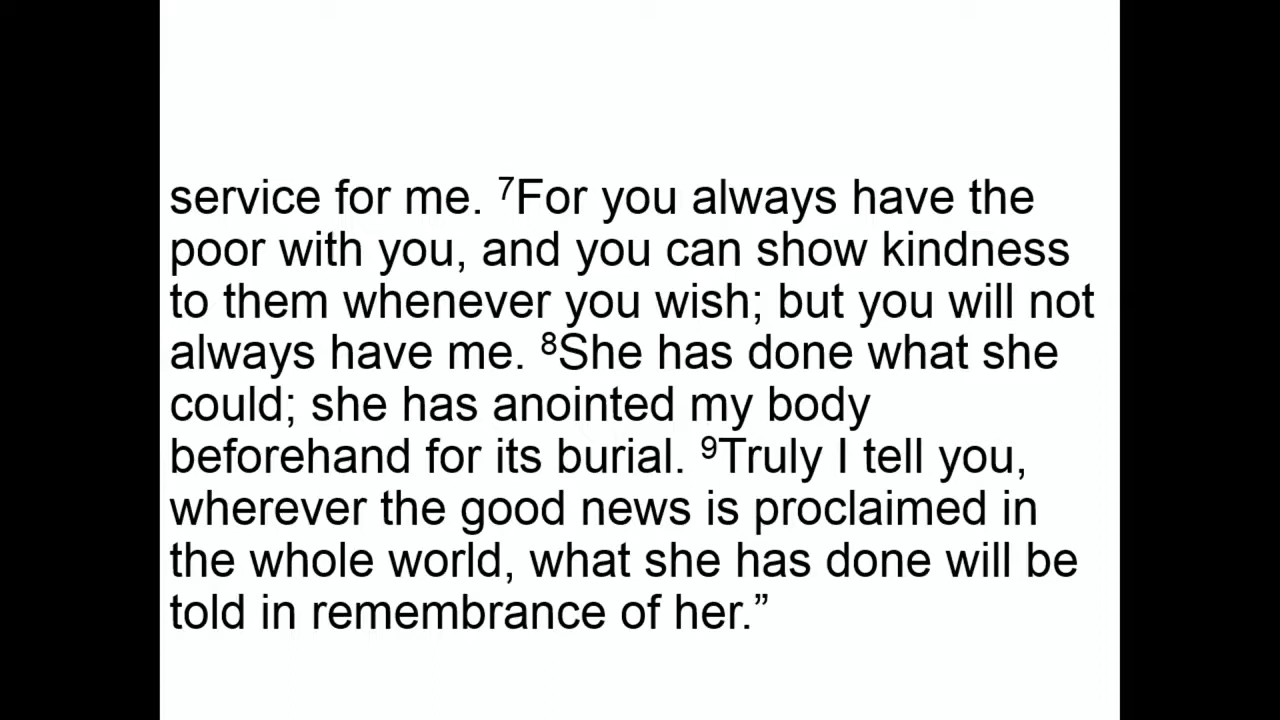 service for me. ⁷For you always have the
poor with you, and you can show kindness
to them whenever you wish; but you will not
always have me. ⁸She has done what she
could; she has anointed my body
beforehand for its burial. ⁹Truly I tell you,
wherever the good news is proclaimed in
the whole world, what she has done will be
told in remembrance of her.”